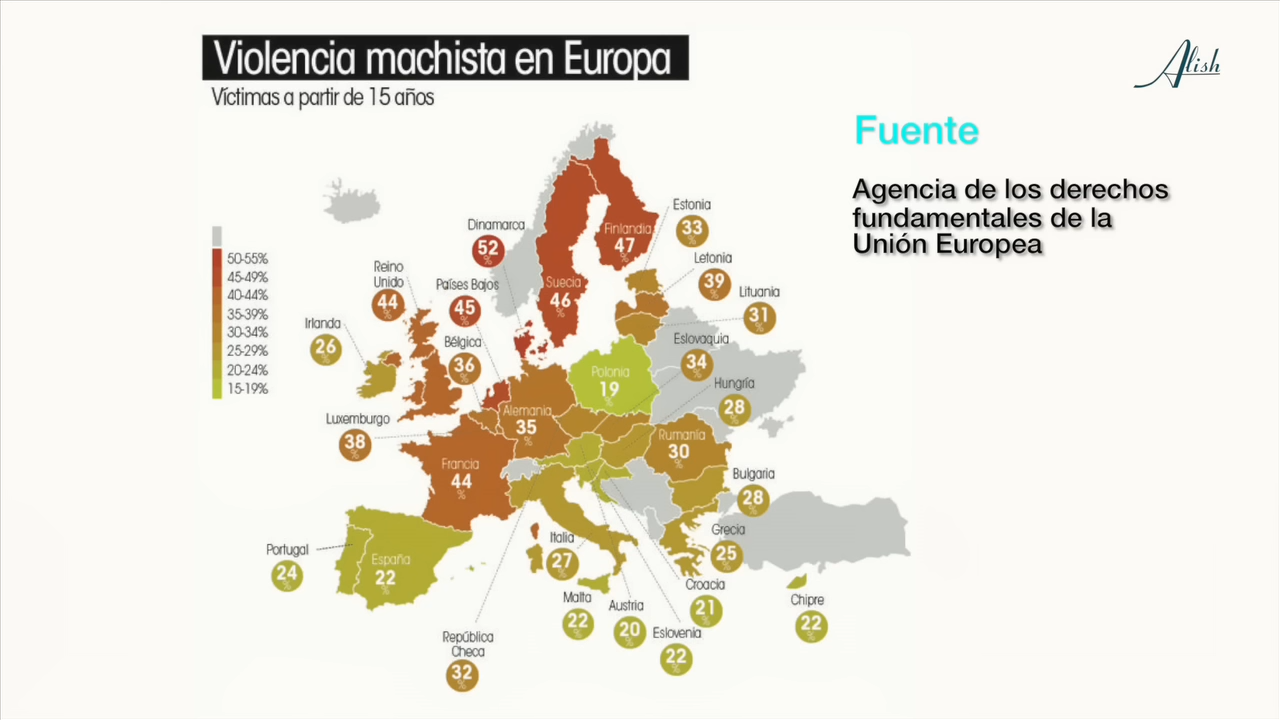 Violencia machista en Europa
Víctimas a partir de 15 años
Alish
Fuente
Agencia de los derechos
fundamentales de la
Unión Europea
50-55%
45-49%
40-44%
35-39%
30-34%
25-29%
20-24%
15-19%
Estonia
33
%
Dinamarca
52
%
Finlandia
47
%
Letonia
39
%
Reino
Unido
44
%
Países Bajos
45
%
Suecia
46
%
Lituania
31
%
Irlanda
26
%
Bélgica
36
%
Eslovaquia
34
%
Polonia
19
%
Hungría
28
%
Luxemburgo
38
%
Alemania
35
%
Rumanía
30
%
Francia
44
%
Bulgaria
28
%
Grecia
25
%
Italia
27
%
Portugal
24
%
España
22
%
Croacia
21
%
Malta
22
%
Austria
20
%
Eslovenia
22
%
Chipre
22
%
República
Checa
32
%